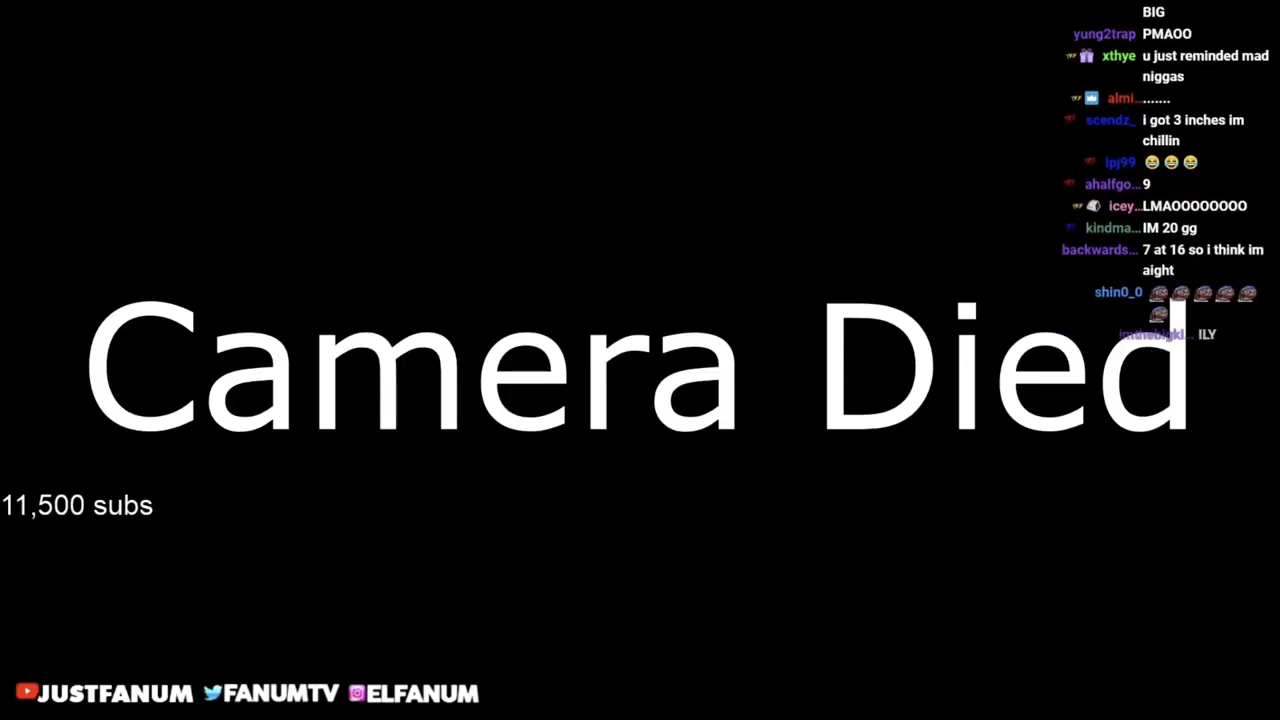 BIG
yung2trap PMAOO
xthye u just reminded mad
niggas
almi... .......
scendz_ i got 3 inches im
chillin
lpj99 😂 😂 😂
ahalfgo... 9
icey... LMAOOOOOOOO
kindma... IM 20 gg
backwards... 7 at 16 so i think im
aight
shin0_0
imthebigki... ILY
Camera Died
11,500 subs
JUSTFANUM FANUMTV ELFANUM